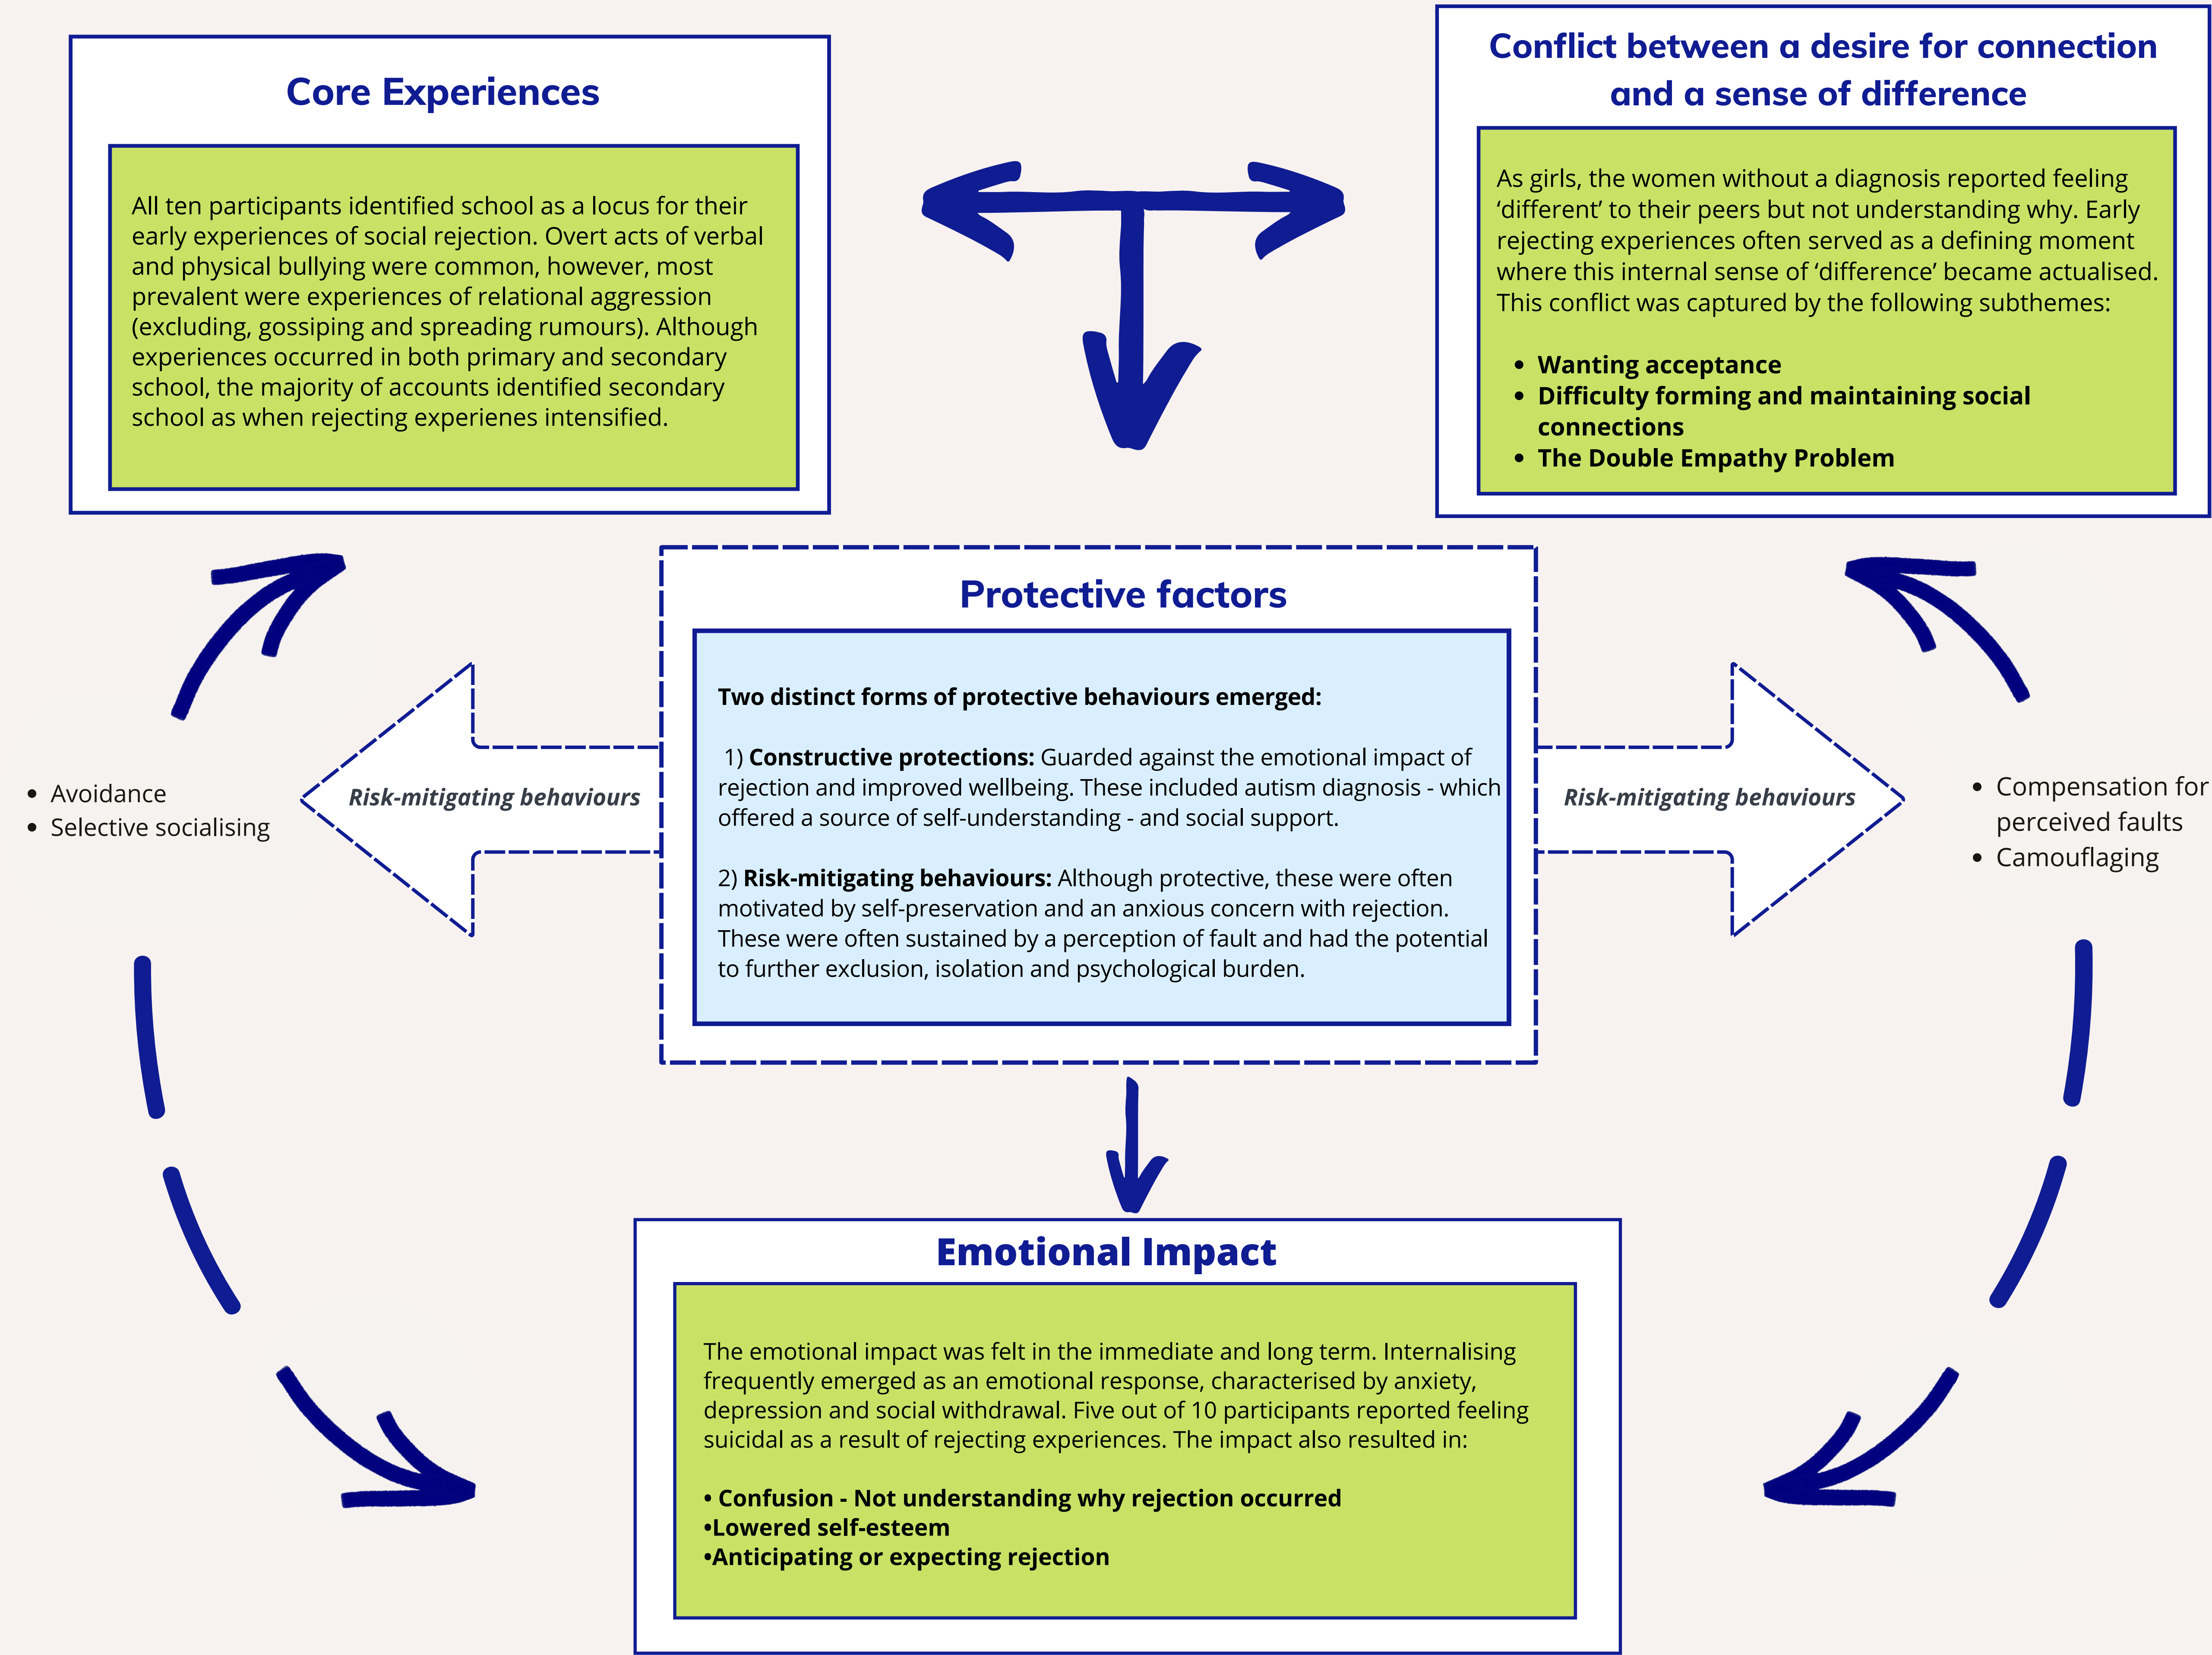 Core Experiences
All ten participants identified school as a locus for their
early experiences of social rejection. Overt acts of verbal
and physical bullying were common, however, most
prevalent were experiences of relational aggression
(excluding, gossiping and spreading rumours). Although
experiences occurred in both primary and secondary
school, the majority of accounts identified secondary
school as when rejecting experienes intensified.
Conflict between a desire for connection
and a sense of difference
As girls, the women without a diagnosis reported feeling
‘different’ to their peers but not understanding why. Early
rejecting experiences often served as a defining moment
where this internal sense of ‘difference’ became actualised.
This conflict was captured by the following subthemes:
• Wanting acceptance
• Difficulty forming and maintaining social
connections
• The Double Empathy Problem
Protective factors
Two distinct forms of protective behaviours emerged:
1) Constructive protections: Guarded against the emotional impact of
rejection and improved wellbeing. These included autism diagnosis - which
offered a source of self-understanding - and social support.
2) Risk-mitigating behaviours: Although protective, these were often
motivated by self-preservation and an anxious concern with rejection.
These were often sustained by a perception of fault and had the potential
to further exclusion, isolation and psychological burden.
• Avoidance
• Selective socialising
Risk-mitigating behaviours
Risk-mitigating behaviours
• Compensation for
perceived faults
• Camouflaging
Emotional Impact
The emotional impact was felt in the immediate and long term. Internalising
frequently emerged as an emotional response, characterised by anxiety,
depression and social withdrawal. Five out of 10 participants reported feeling
suicidal as a result of rejecting experiences. The impact also resulted in:
• Confusion - Not understanding why rejection occurred
•Lowered self-esteem
•Anticipating or expecting rejection